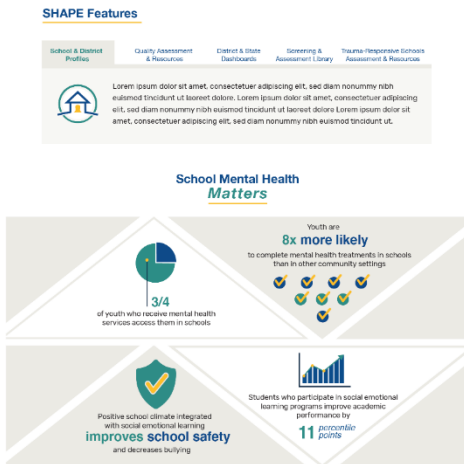 SHAPE Features
School & District
Profiles
Quality Assessment
& Resources
District & State
Dashboards
Screening &
Assessment Library
Trauma-Responsive Schools
Assessment & Resources
Lorem ipsum dolor sit amet, consectetuer adipiscing elit, sed diam nonummy nibh
euismod tincidunt ut laoreet dolore. Lorem ipsum dolor sit amet, consectetuer adipiscing
elit, sed diam nonummy nibh euismod tincidunt ut laoreet dolore Lorem ipsum dolor sit
amet, consectetuer adipiscing elit, sed diam nonummy nibh euismod tincidunt ut.
School Mental Health
Matters
3/4
of youth who receive mental health
services access them in schools
Youth are
8x more likely
to complete mental health treatments in schools
than in other community settings
Positive school climate integrated
with social emotional learning
improves school safety
and decreases bullying
Students who participate in social emotional
learning programs improve academic
performance by
11 percentile
points